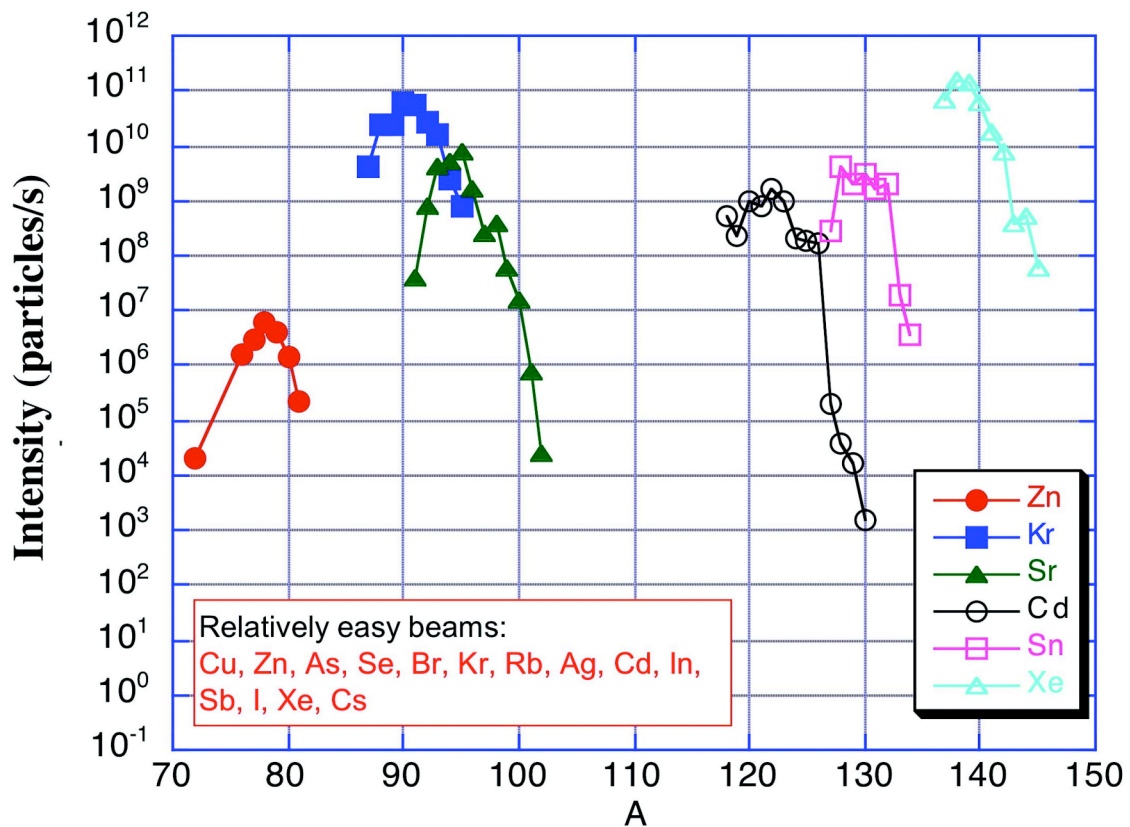 Intensity (particles/s)
10^12
10^11
10^10
10^9
10^8
10^7
10^6
10^5
10^4
10^3
10^2
10^1
10^0
10^-1
Zn
Kr
Sr
Cd
Sn
Xe
Relatively easy beams:
Cu, Zn, As, Se, Br, Kr, Rb, Ag, Cd, In,
Sb, I, Xe, Cs
70 80 90 100 120 130 140 150
A